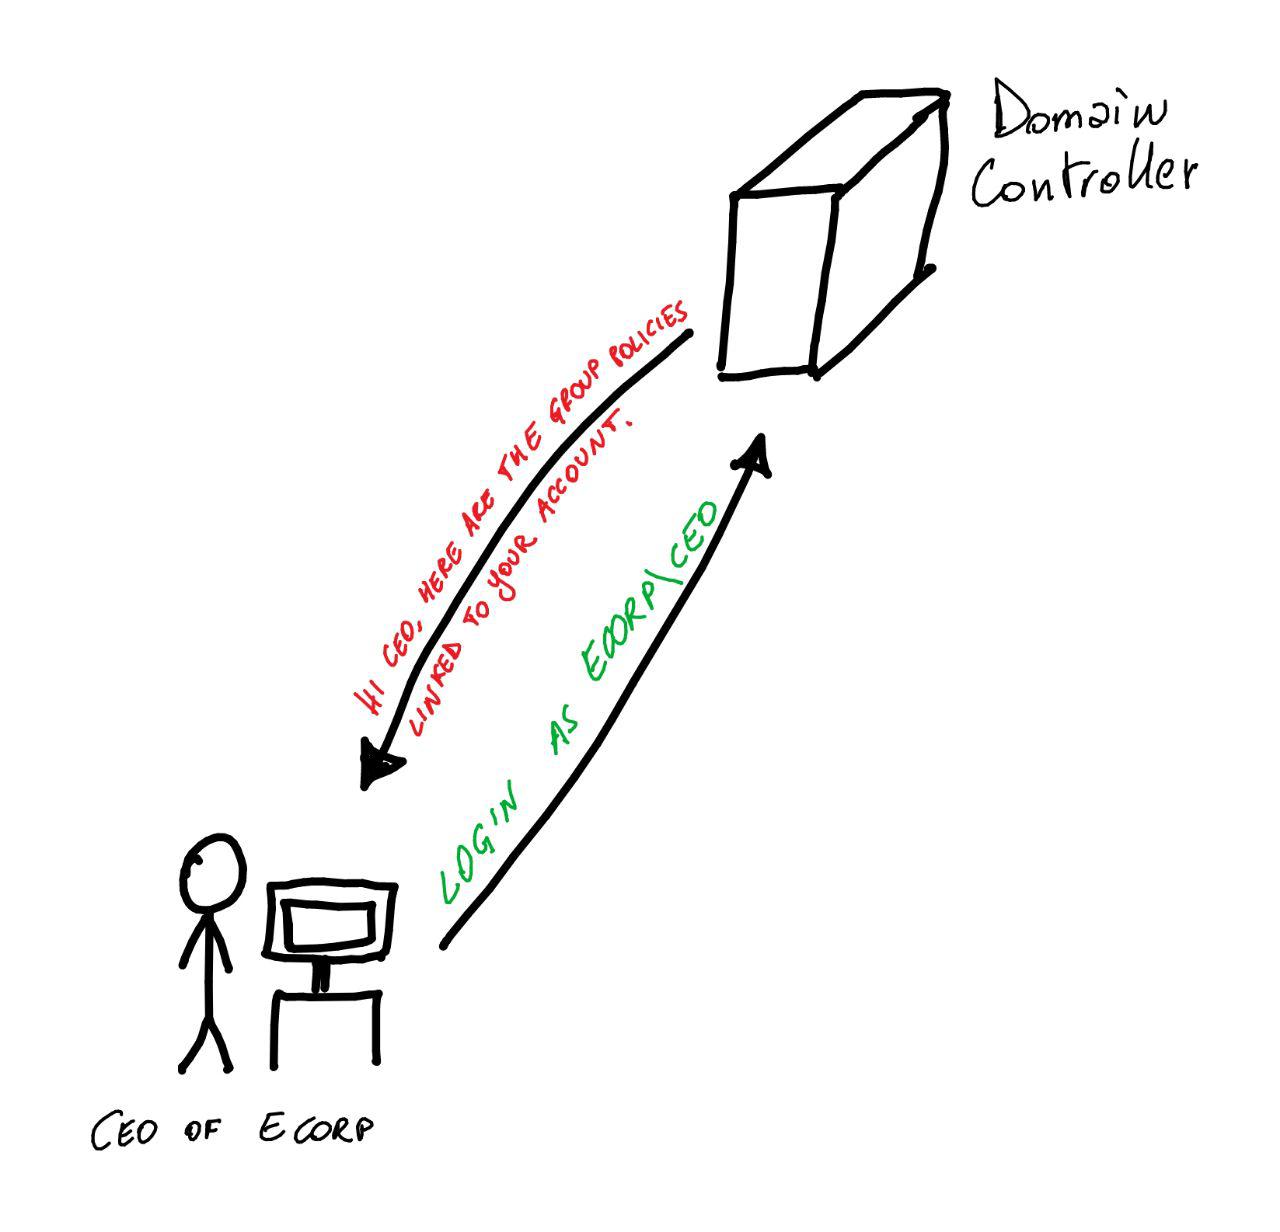 Domain
Controller
HI CEO, HERE ARE THE GROUP POLICIES
LINKED TO YOUR ACCOUNT.
LOGIN AS ECORP\CEO
CEO OF ECORP